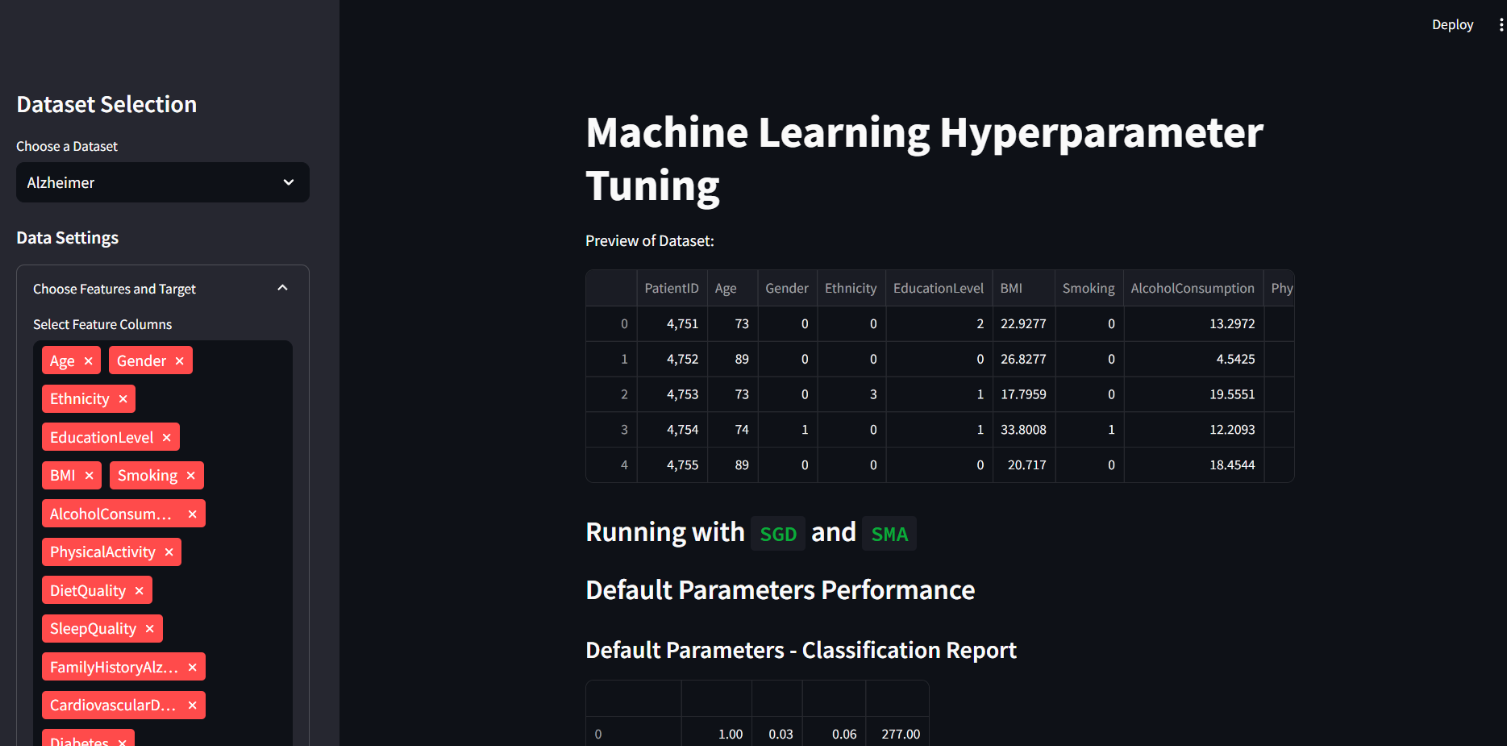 Deploy
Dataset Selection
Choose a Dataset
Alzheimer
Data Settings
Choose Features and Target
Select Feature Columns
Age × Gender ×
Ethnicity ×
EducationLevel ×
BMI × Smoking ×
AlcoholConsum... ×
PhysicalActivity ×
DietQuality ×
SleepQuality ×
FamilyHistoryAlz... ×
CardiovascularD... ×
Diabetes ×
Machine Learning Hyperparameter
Tuning
Preview of Dataset:
PatientID Age Gender Ethnicity EducationLevel BMI Smoking AlcoholConsumption Phy
0 4,751 73 0 0 2 22.9277 0 13.2972
1 4,752 89 0 0 0 26.8277 0 4.5425
2 4,753 73 0 3 1 17.7959 0 19.5551
3 4,754 74 1 0 1 33.8008 1 12.2093
4 4,755 89 0 0 0 20.717 0 18.4544
Running with SGD and SMA
Default Parameters Performance
Default Parameters - Classification Report
0 1.00 0.03 0.06 277.00